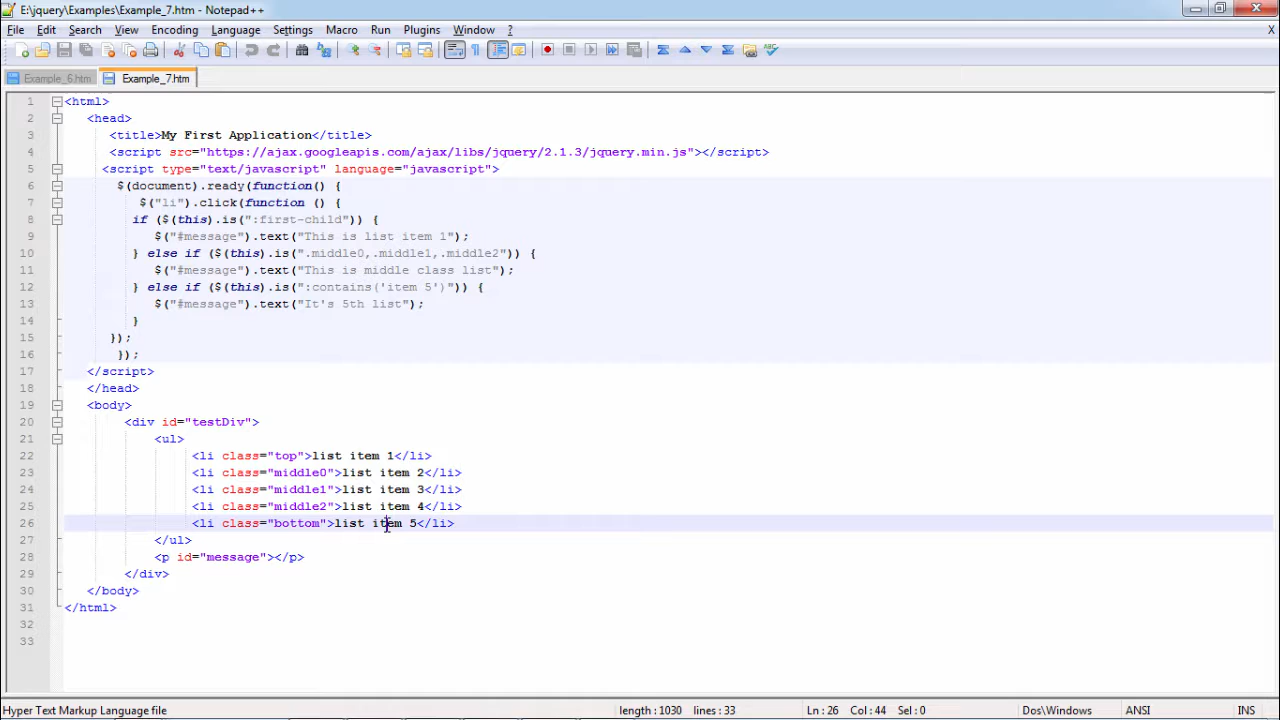 E:\jquery\Examples\Example_7.htm - Notepad++
File Edit Search View Encoding Language Settings Macro Run Plugins Window ? X
Example_6.htm Example_7.htm
1 <html>
2 <head>
3 <title>My First Application</title>
4 <script src="https://ajax.googleapis.com/ajax/libs/jquery/2.1.3/jquery.min.js"></script>
5 <script type="text/javascript" language="javascript">
6 $(document).ready(function() {
7 $("li").click(function () {
8 if ($(this).is(":first-child")) {
9 $("#message").text("This is list item 1");
10 } else if ($(this).is(".middle0,.middle1,.middle2")) {
11 $("#message").text("This is middle class list");
12 } else if ($(this).is(":contains('item 5')")) {
13 $("#message").text("It's 5th list");
14 }
15 });
16 });
17 </script>
18 </head>
19 <body>
20 <div id="testDiv">
21 <ul>
22 <li class="top">list item 1</li>
23 <li class="middle0">list item 2</li>
24 <li class="middle1">list item 3</li>
25 <li class="middle2">list item 4</li>
26 <li class="bottom">list item 5</li>
27 </ul>
28 <p id="message"></p>
29 </div>
30 </body>
31 </html>
32
33
Hyper Text Markup Language file length : 1030 lines : 33 Ln : 26 Col : 44 Sel : 0 Dos\Windows ANSI INS